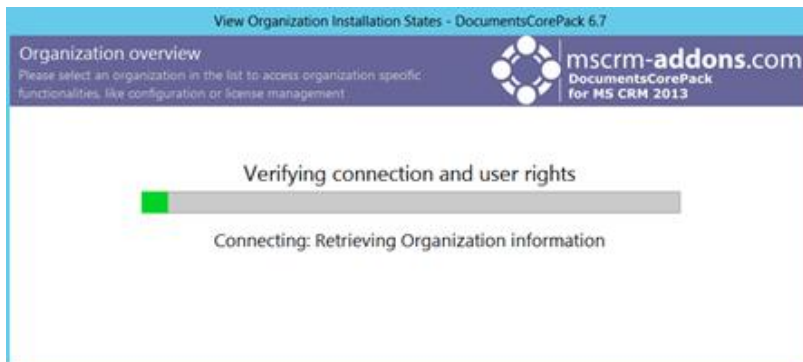 View Organization Installation States - DocumentsCorePack 6.7
Organization overview
Please select an organization in the list to access organization specific
functionalities, like configuration or license management
mscrm-addons.com
DocumentsCorePack
for MS CRM 2013
Verifying connection and user rights
Connecting: Retrieving Organization information